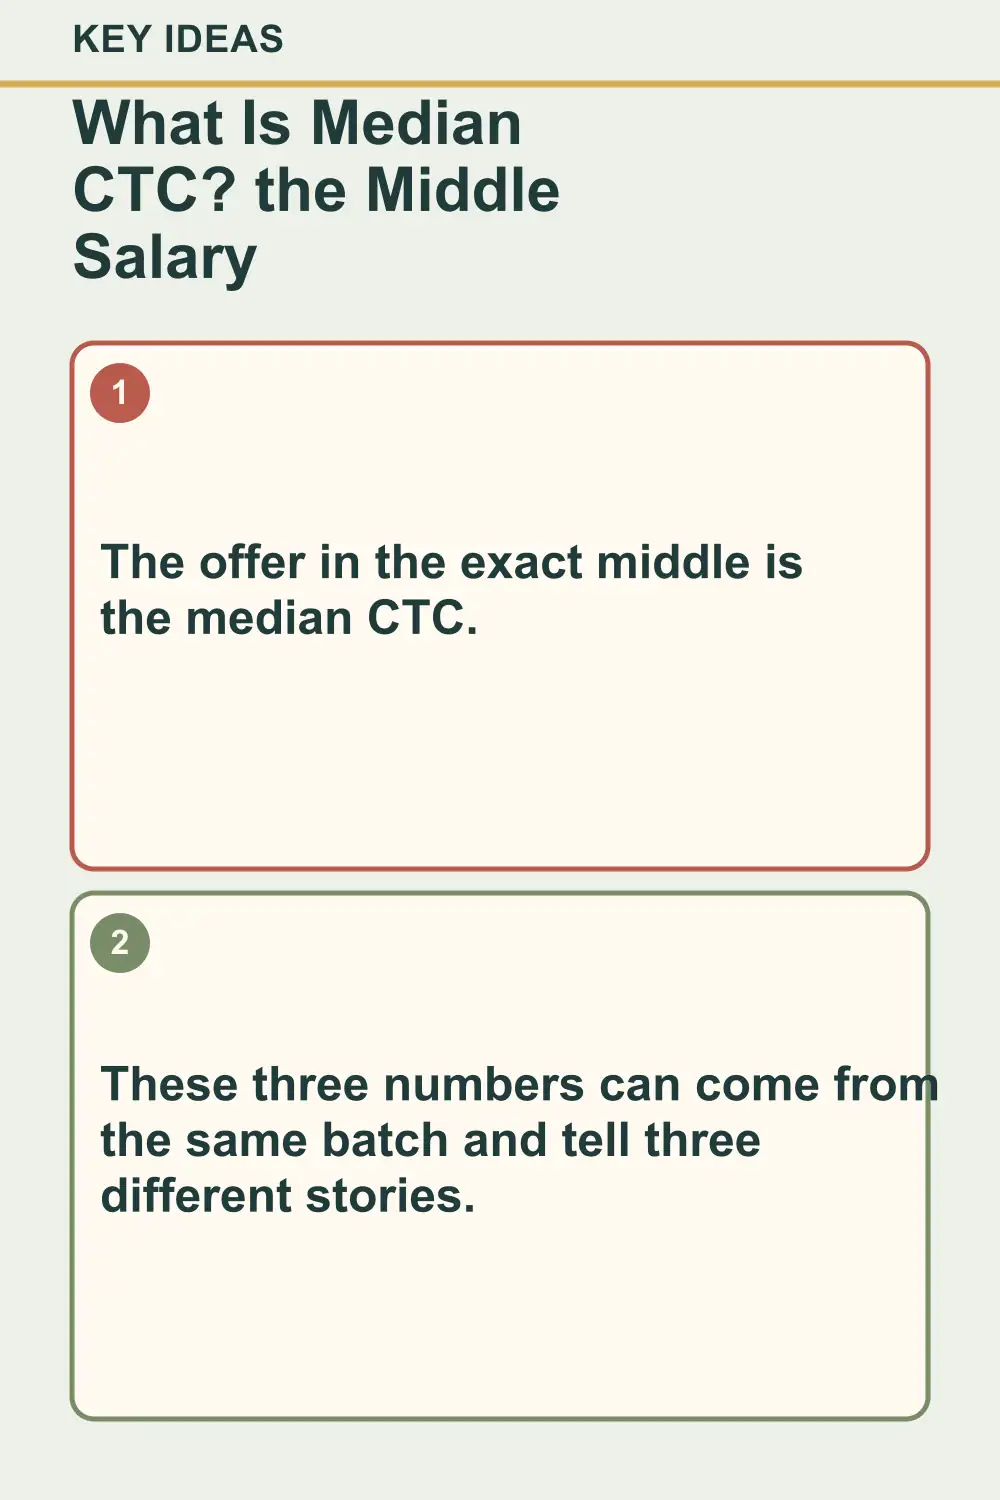 KEY IDEAS
What Is Median
CTC? the Middle
Salary
1
The offer in the exact middle is
the median CTC.
2
These three numbers can come from
the same batch and tell three
different stories.